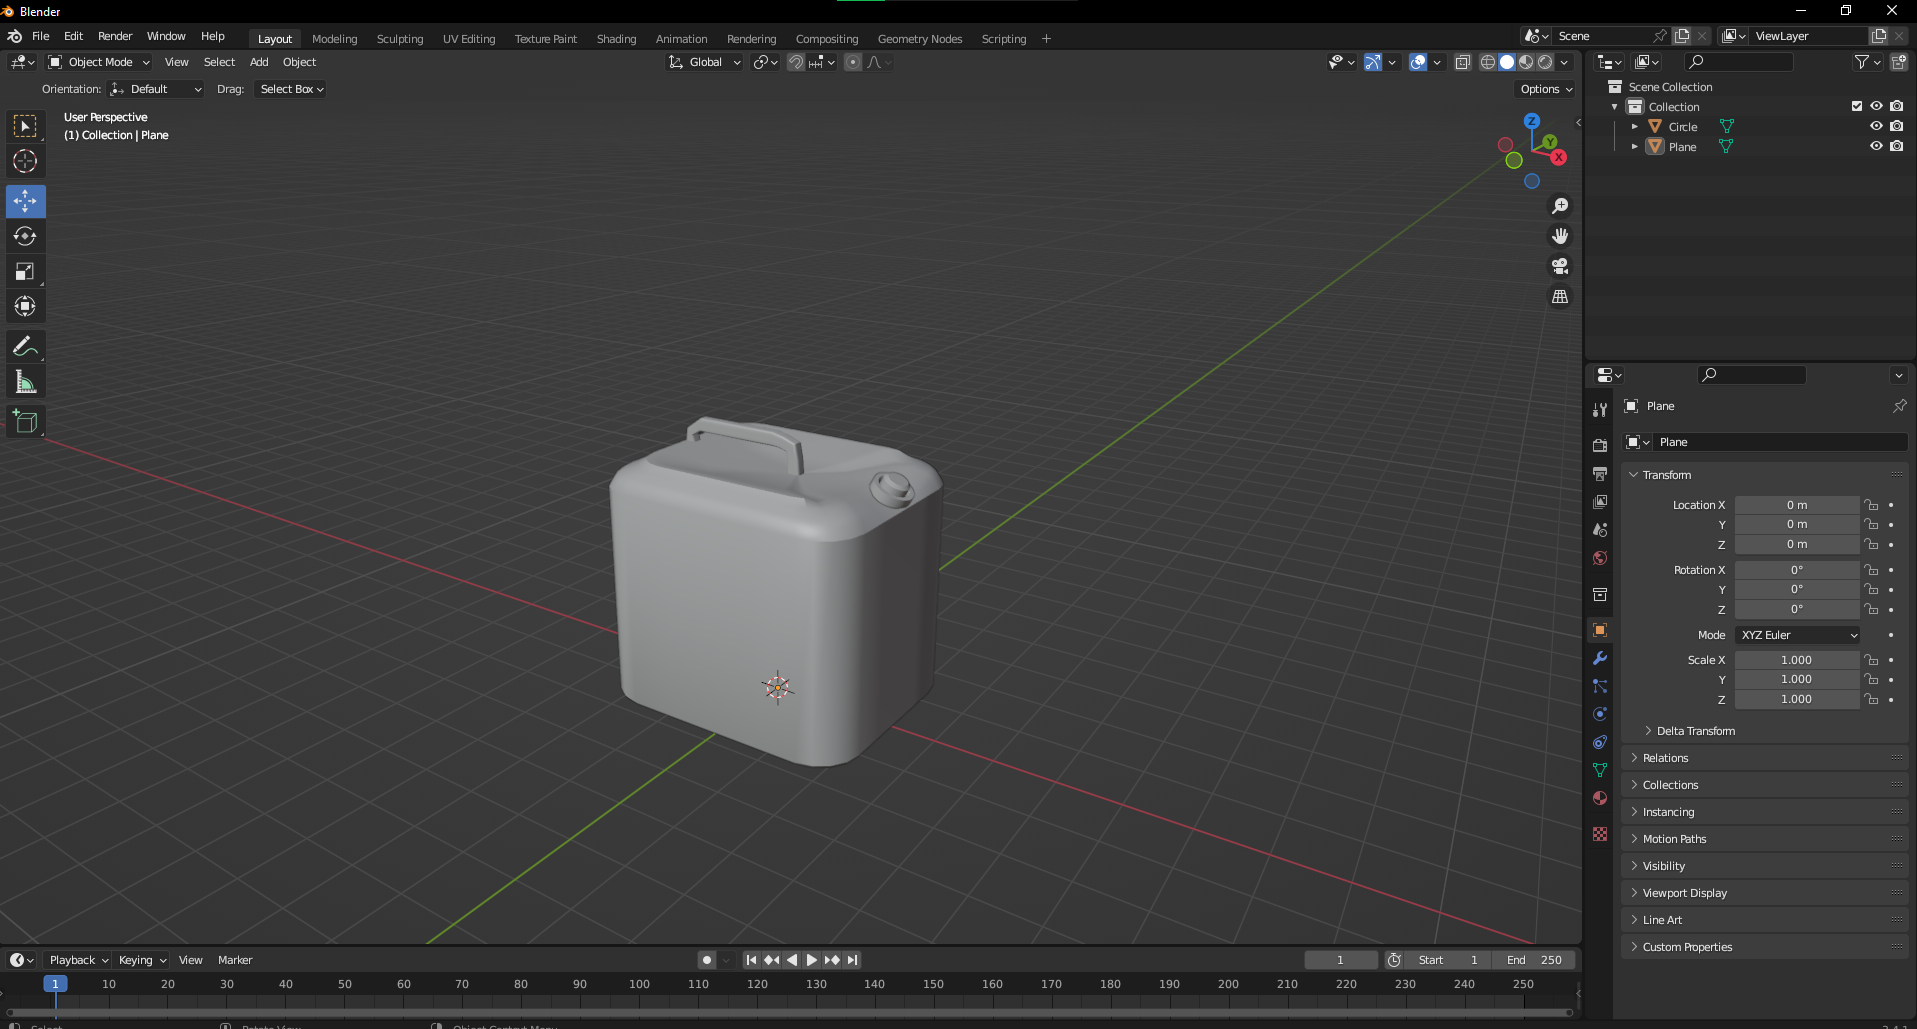 Blender
File Edit Render Window Help Layout Modeling Sculpting UV Editing Texture Paint Shading Animation Rendering Compositing Geometry Nodes Scripting + Scene ViewLayer
Object Mode View Select Add Object Global
Orientation: Default Drag: Select Box Options
User Perspective
(1) Collection | Plane
Z
Y
X
Scene Collection
Collection
Circle
Plane
Plane
Plane
Transform
Location X 0 m
Y 0 m
Z 0 m
Rotation X 0°
Y 0°
Z 0°
Mode XYZ Euler
Scale X 1.000
Y 1.000
Z 1.000
Delta Transform
Relations
Collections
Instancing
Motion Paths
Visibility
Viewport Display
Line Art
Custom Properties
Playback Keying View Marker 1 Start 1 End 250
1 10 20 30 40 50 60 70 80 90 100 110 120 130 140 150 160 170 180 190 200 210 220 230 240 250